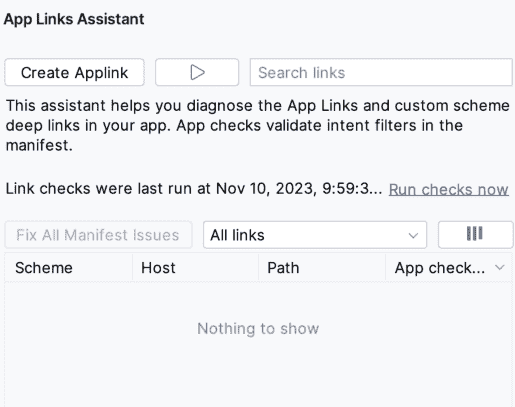 App Links Assistant
Create Applink
Search links
This assistant helps you diagnose the App Links and custom scheme
deep links in your app. App checks validate intent filters in the
manifest.
Link checks were last run at Nov 10, 2023, 9:59:3... Run checks now
Fix All Manifest Issues All links
Scheme Host Path App check...
Nothing to show